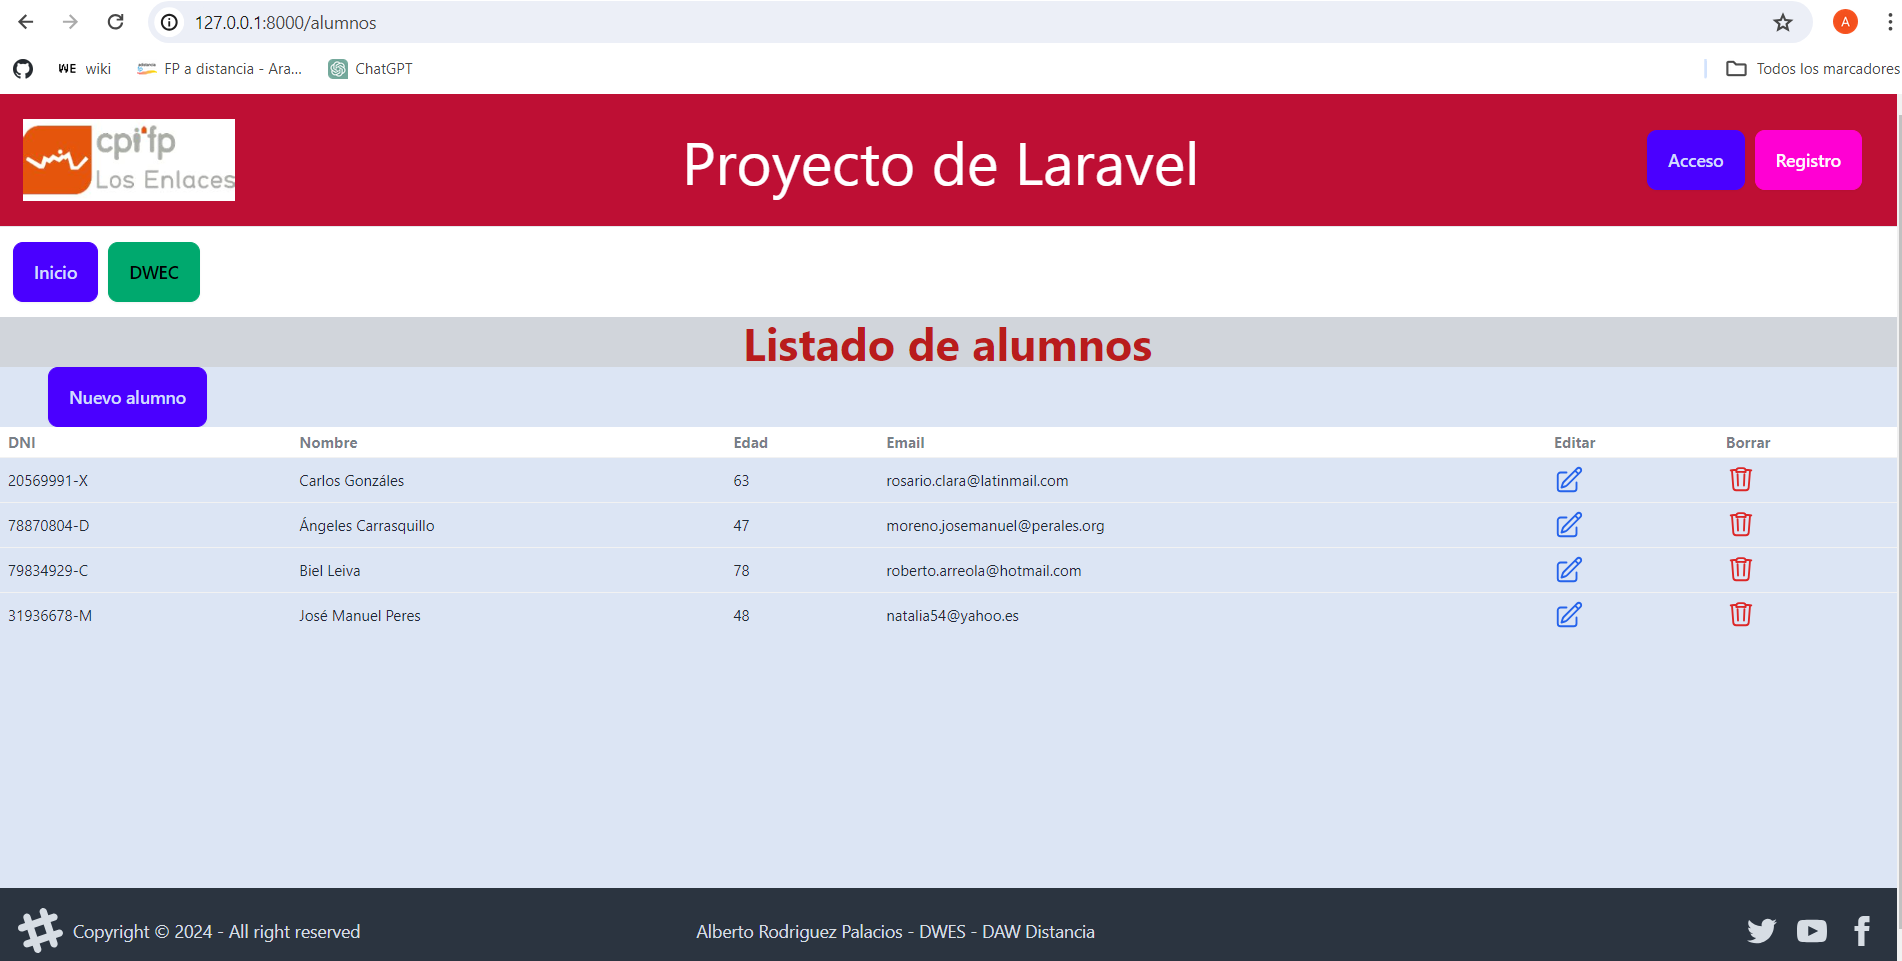 127.0.0.1:8000/alumnos
A
WE wiki
FP a distancia - Ara...
ChatGPT
Todos los marcadores
cpi'fp
Los Enlaces
Proyecto de Laravel
Acceso
Registro
Inicio
DWEC
Listado de alumnos
Nuevo alumno
DNI Nombre Edad Email Editar Borrar
20569991-X Carlos Gonzáles 63 rosario.clara@latinmail.com
78870804-D Ángeles Carrasquillo 47 moreno.josemanuel@perales.org
79834929-C Biel Leiva 78 roberto.arreola@hotmail.com
31936678-M José Manuel Peres 48 natalia54@yahoo.es
Copyright © 2024 - All right reserved
Alberto Rodriguez Palacios - DWES - DAW Distancia